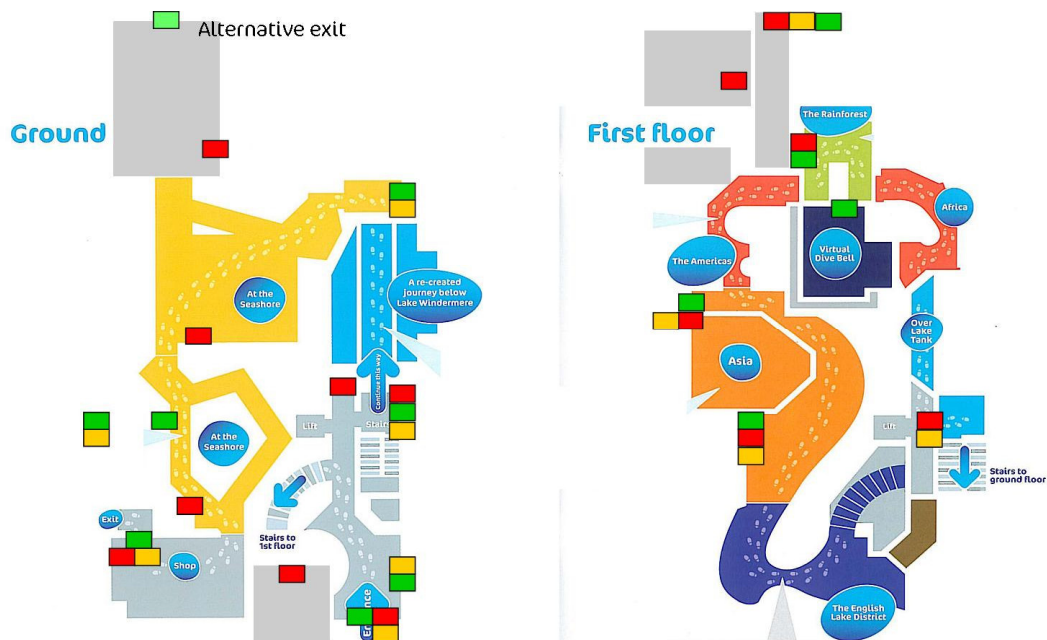 Alternative exit
Ground
At the
Seashore
A re-created
journey below
Lake Windermere
Continue this way
Lift
Stairs
At the
Seashore
Stairs to
1st floor
Exit
Shop
First floor
The Rainforest
Africa
The Americas
Virtual
Dive Bell
Over
Lake
Tank
Asia
Lift
Stairs to
ground floor
The English
Lake District